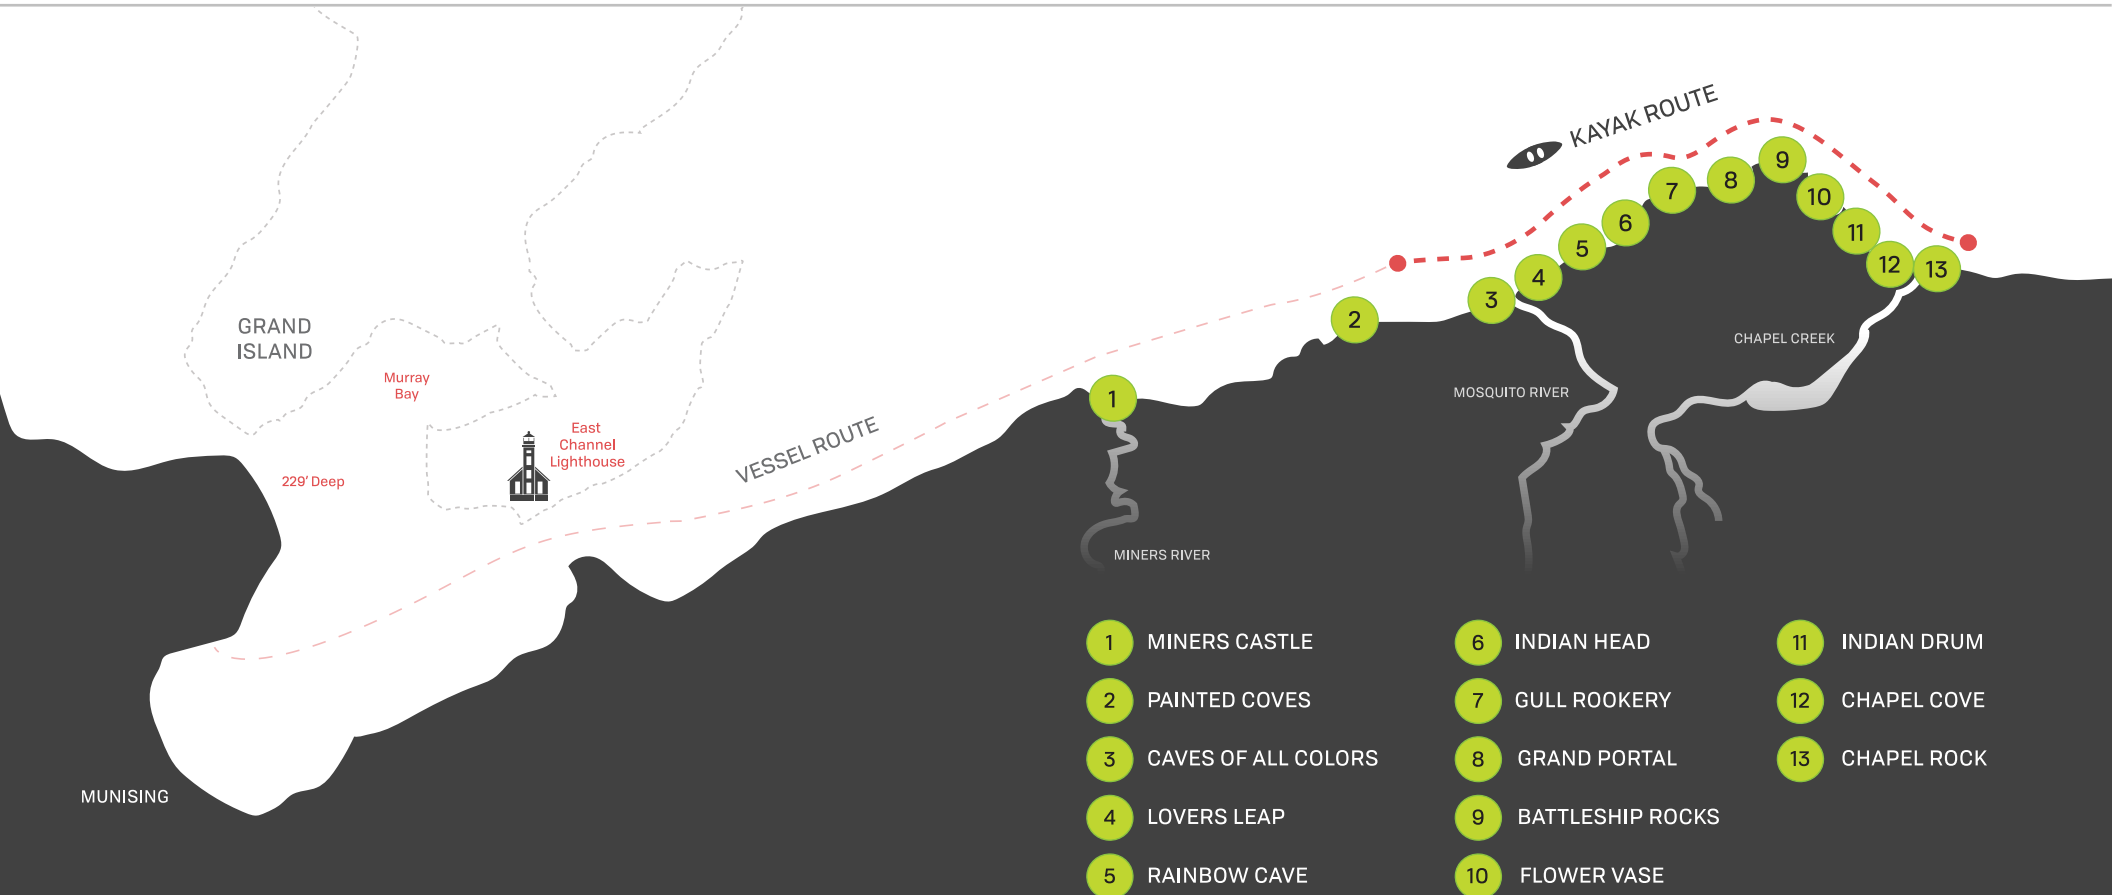 KAYAK ROUTE
9
8
7
10
6
11
5
12
13
4
3
2
GRAND
ISLAND
CHAPEL CREEK
Murray
Bay
MOSQUITO RIVER
1
East
Channel
Lighthouse
VESSEL ROUTE
229' Deep
MINERS RIVER
MUNISING
1 MINERS CASTLE
2 PAINTED COVES
3 CAVES OF ALL COLORS
4 LOVERS LEAP
5 RAINBOW CAVE
6 INDIAN HEAD
7 GULL ROOKERY
8 GRAND PORTAL
9 BATTLESHIP ROCKS
10 FLOWER VASE
11 INDIAN DRUM
12 CHAPEL COVE
13 CHAPEL ROCK